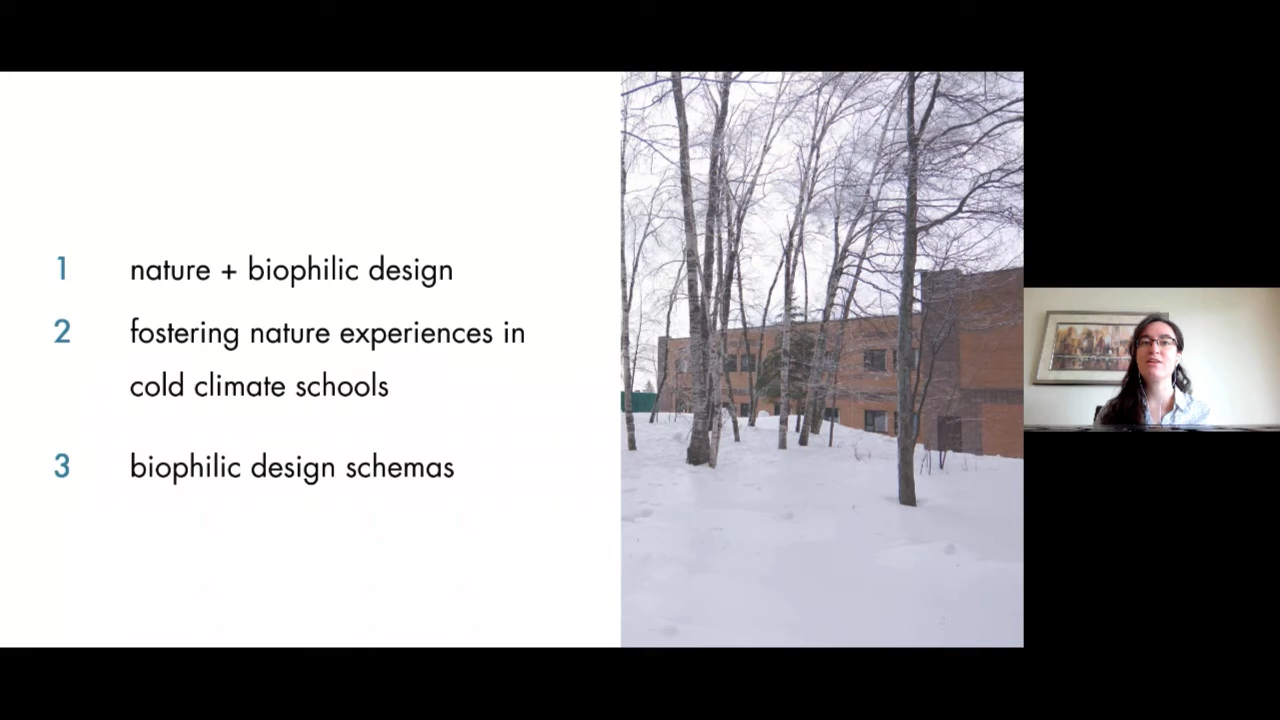 1 nature + biophilic design
2 fostering nature experiences in
cold climate schools
3 biophilic design schemas